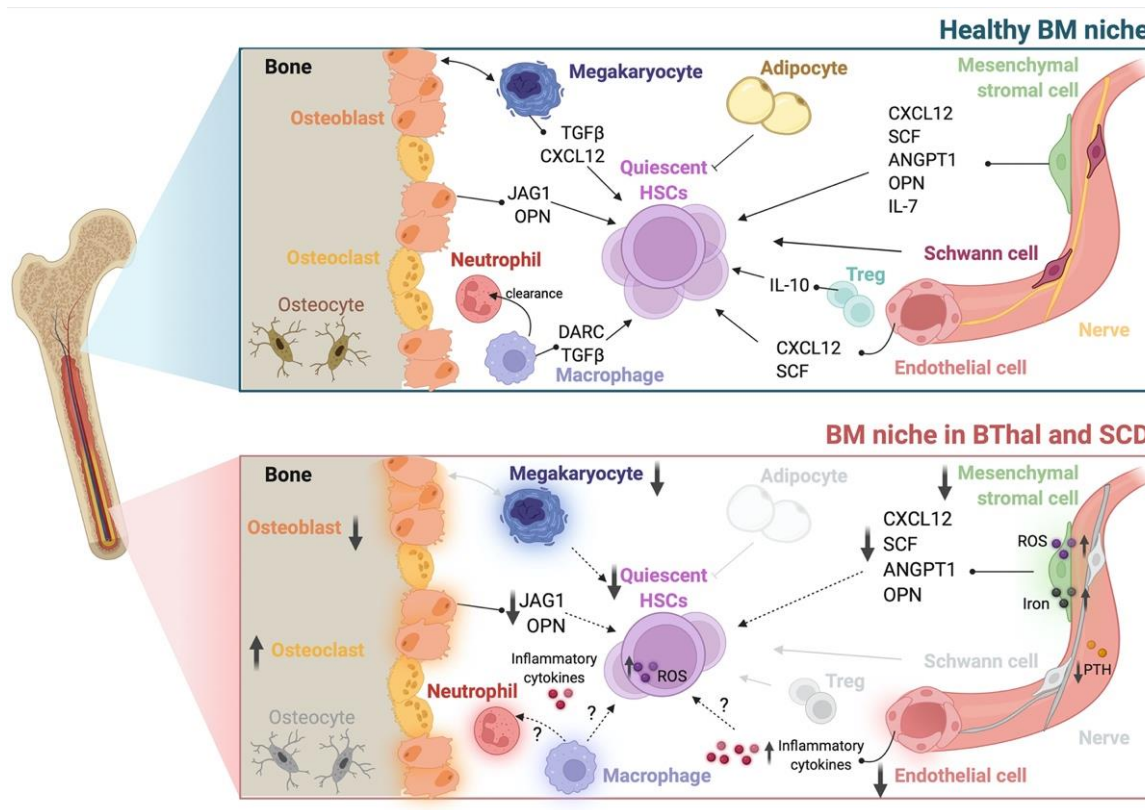 Healthy BM niche
Bone
Megakaryocyte
Adipocyte
Mesenchymal
stromal cell
Osteoblast
TGFβ
CXCL12
CXCL12
SCF
ANGPT1
OPN
IL-7
Quiescent
HSCs
JAG1
OPN
Osteoclast
Neutrophil
Schwann cell
Osteocyte
clearance
IL-10
Treg
DARC
TGFβ
Macrophage
CXCL12
SCF
Nerve
Endothelial cell
BM niche in BThal and SCD
Bone
Megakaryocyte
Adipocyte
Mesenchymal
stromal cell
Osteoblast
CXCL12
SCF
ANGPT1
OPN
ROS
Iron
Quiescent
HSCs
JAG1
OPN
Osteoclast
Inflammatory
cytokines
ROS
Schwann cell
PTH
Neutrophil
Treg
Osteocyte
?
?
?
Nerve
Macrophage
Inflammatory
cytokines
Endothelial cell